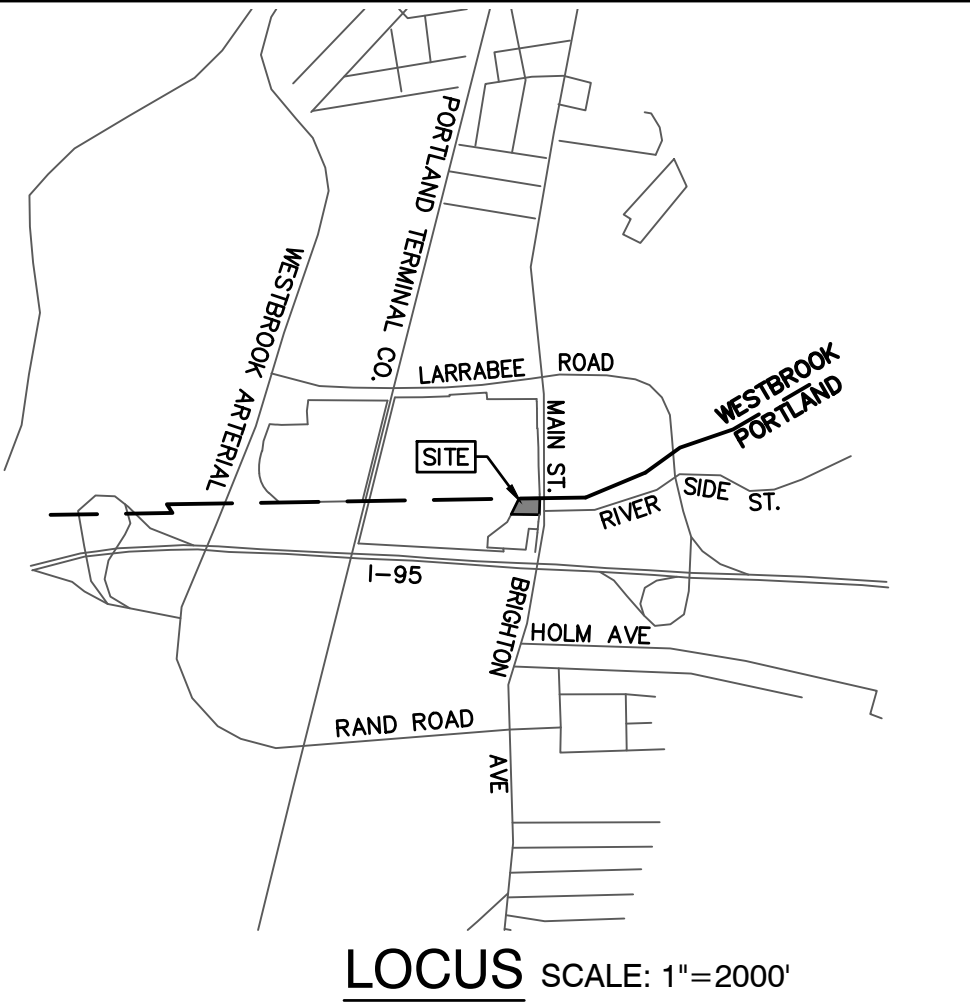 PORTLAND TERMINAL CO.
WESTBROOK ARTERIAL
LARRABEE ROAD
WESTBROOK
PORTLAND
MAIN ST.
SITE
RIVER SIDE ST.
I-95
BRIGHTON AVE
HOLM AVE
RAND ROAD
LOCUS SCALE: 1"=2000'